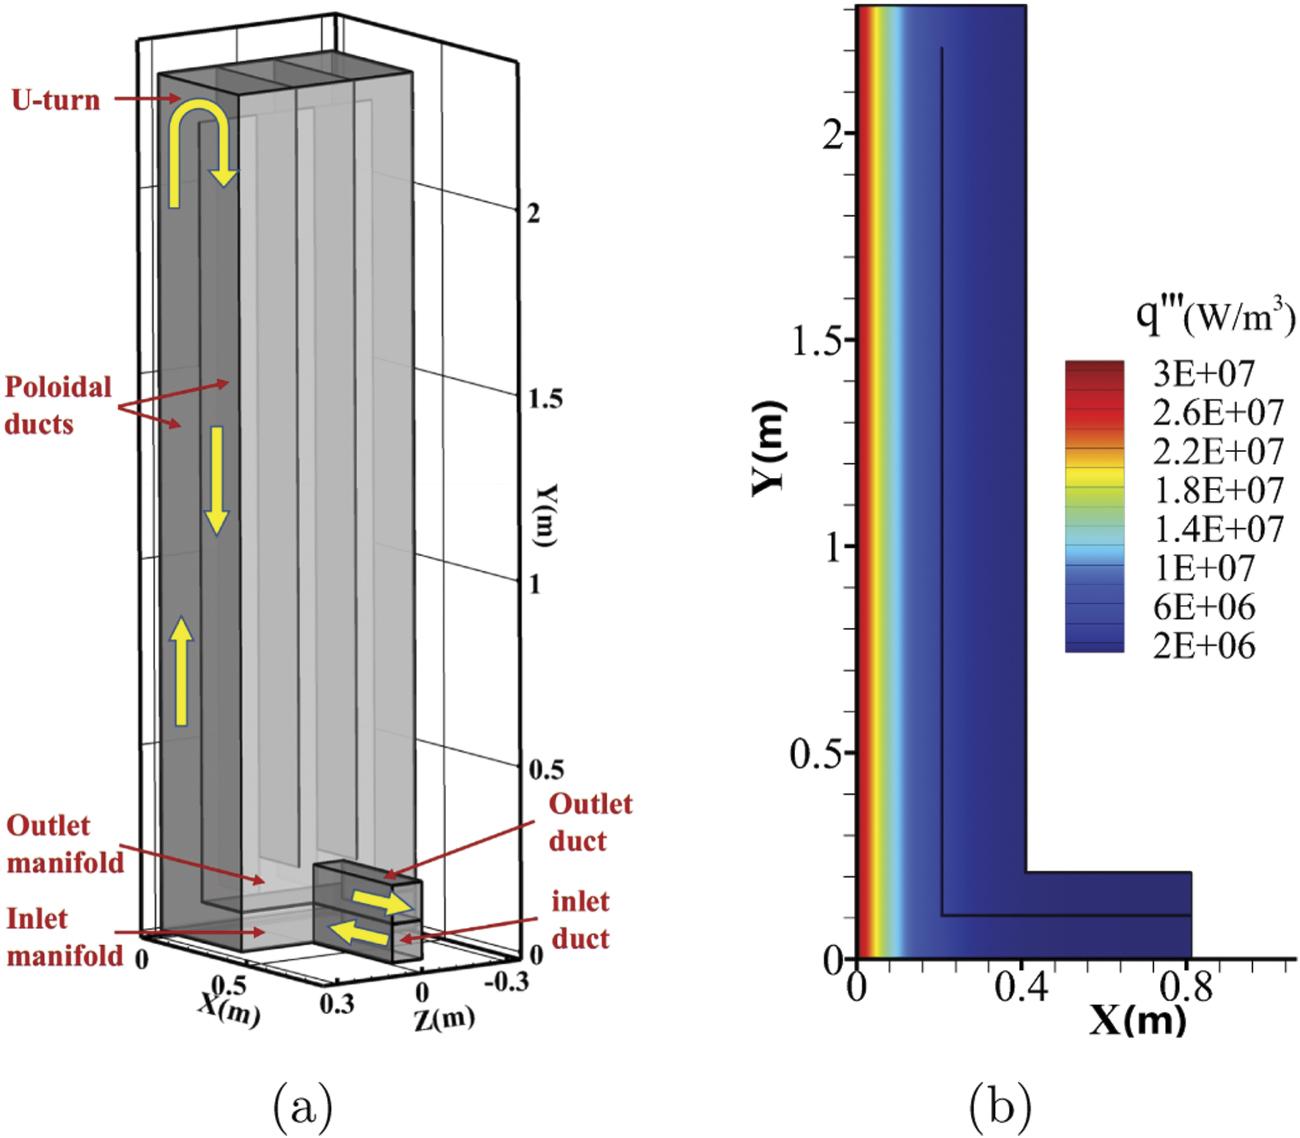 U-turn
Poloidal
ducts
Outlet
manifold
Inlet
manifold
Outlet
duct
inlet
duct
2
1.5
1
0.5
0
Y(m)
0
0.5
X(m)
0.3
0
-0.3
Z(m)
(a)
2
1.5
1
0.5
0
Y(m)
0
0.4
0.8
X(m)
q'''(W/m³)
3E+07
2.6E+07
2.2E+07
1.8E+07
1.4E+07
1E+07
6E+06
2E+06
(b)